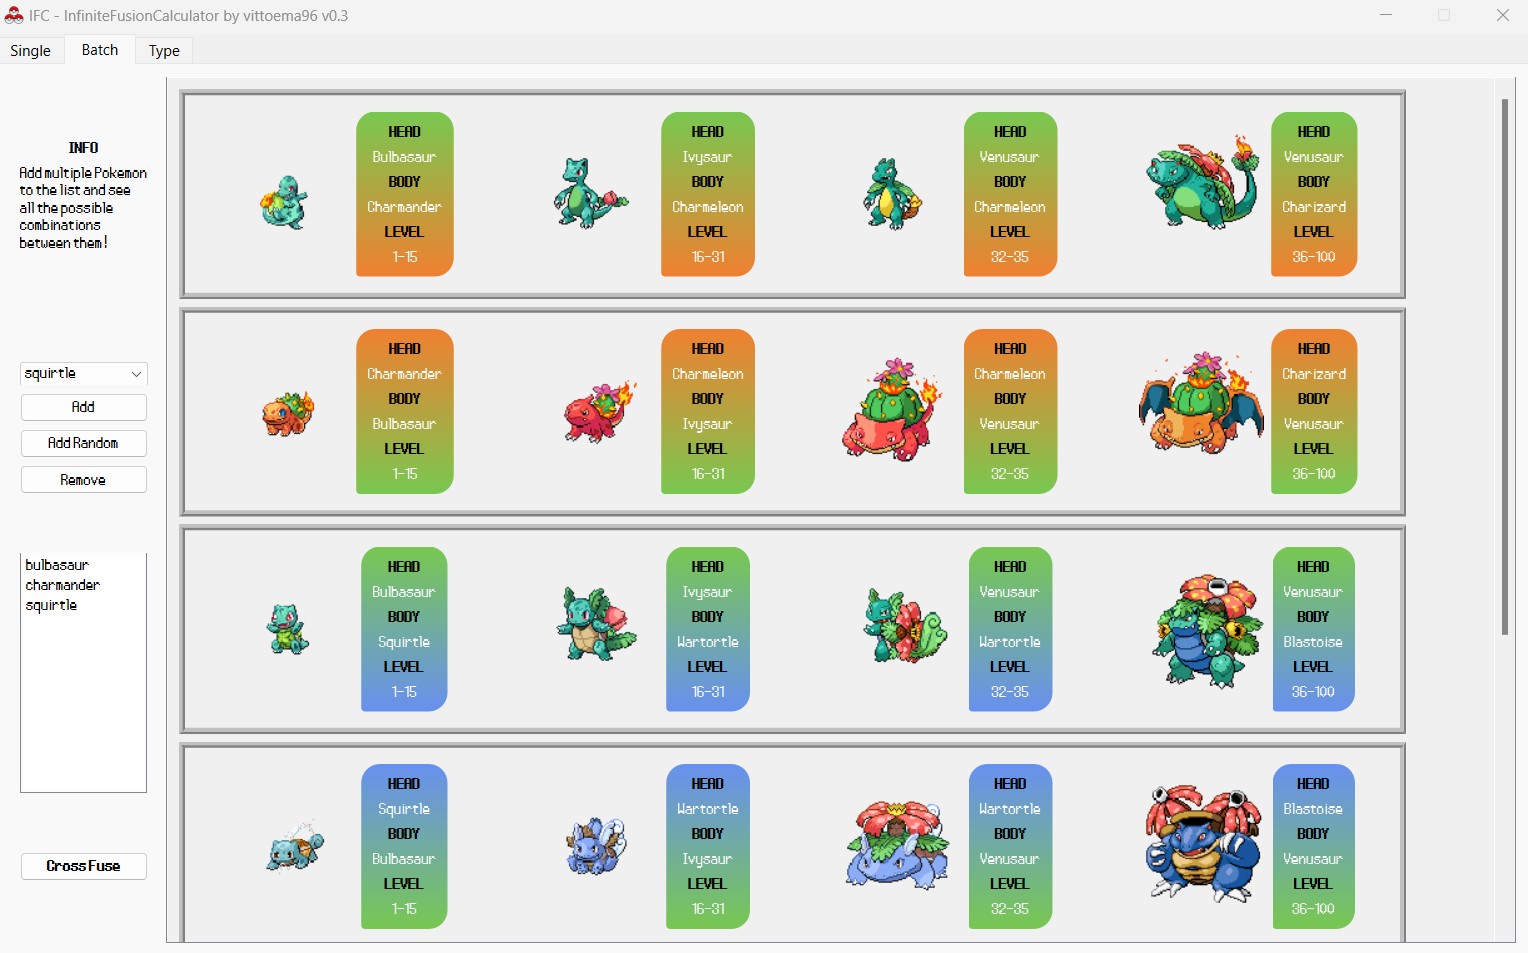 IFC - InfiniteFusionCalculator by vittoema96 v0.3
Single Batch Type
INFO
Add multiple Pokemon
to the list and see
all the possible
combinations
between them!
squirtle
Add
Add Random
Remove
bulbasaur
charmander
squirtle
Cross Fuse
HEAD
Bulbasaur
BODY
Charmander
LEVEL
1-15
HEAD
Ivysaur
BODY
Charmeleon
LEVEL
16-31
HEAD
Venusaur
BODY
Charmeleon
LEVEL
32-35
HEAD
Venusaur
BODY
Charizard
LEVEL
36-100
HEAD
Charmander
BODY
Bulbasaur
LEVEL
1-15
HEAD
Charmeleon
BODY
Ivysaur
LEVEL
16-31
HEAD
Charmeleon
BODY
Venusaur
LEVEL
32-35
HEAD
Charizard
BODY
Venusaur
LEVEL
36-100
HEAD
Bulbasaur
BODY
Squirtle
LEVEL
1-15
HEAD
Ivysaur
BODY
Wartortle
LEVEL
16-31
HEAD
Venusaur
BODY
Wartortle
LEVEL
32-35
HEAD
Venusaur
BODY
Blastoise
LEVEL
36-100
HEAD
Squirtle
BODY
Bulbasaur
LEVEL
1-15
HEAD
Wartortle
BODY
Ivysaur
LEVEL
16-31
HEAD
Wartortle
BODY
Venusaur
LEVEL
32-35
HEAD
Blastoise
BODY
Venusaur
LEVEL
36-100